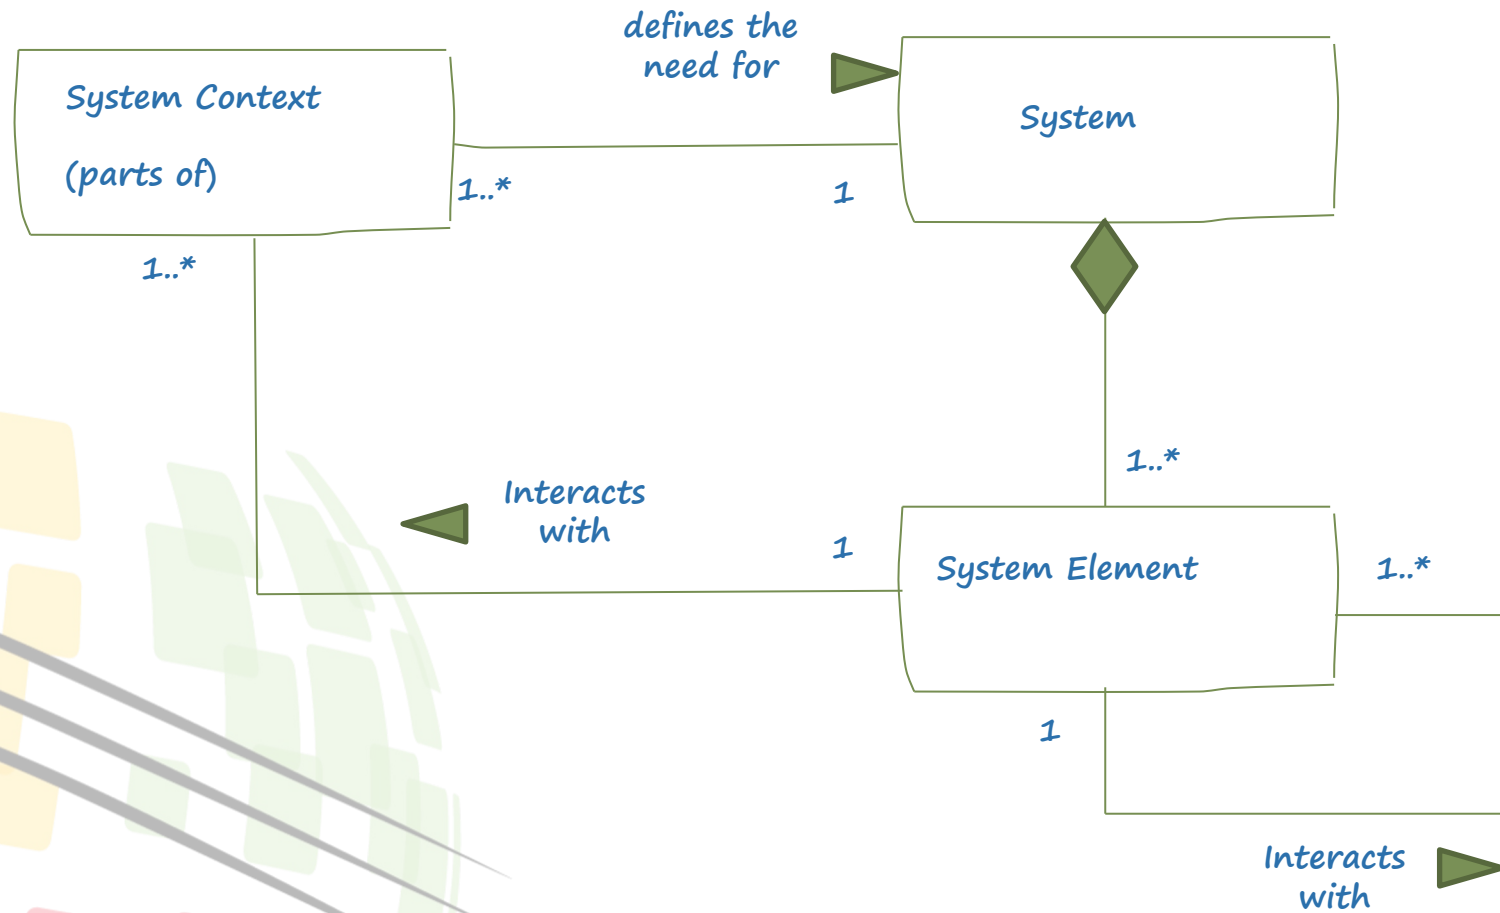 defines the
need for
System Context
(parts of)
System
1..*
1
1..*
1..*
Interacts
with
1
System Element
1..*
1
Interacts
with